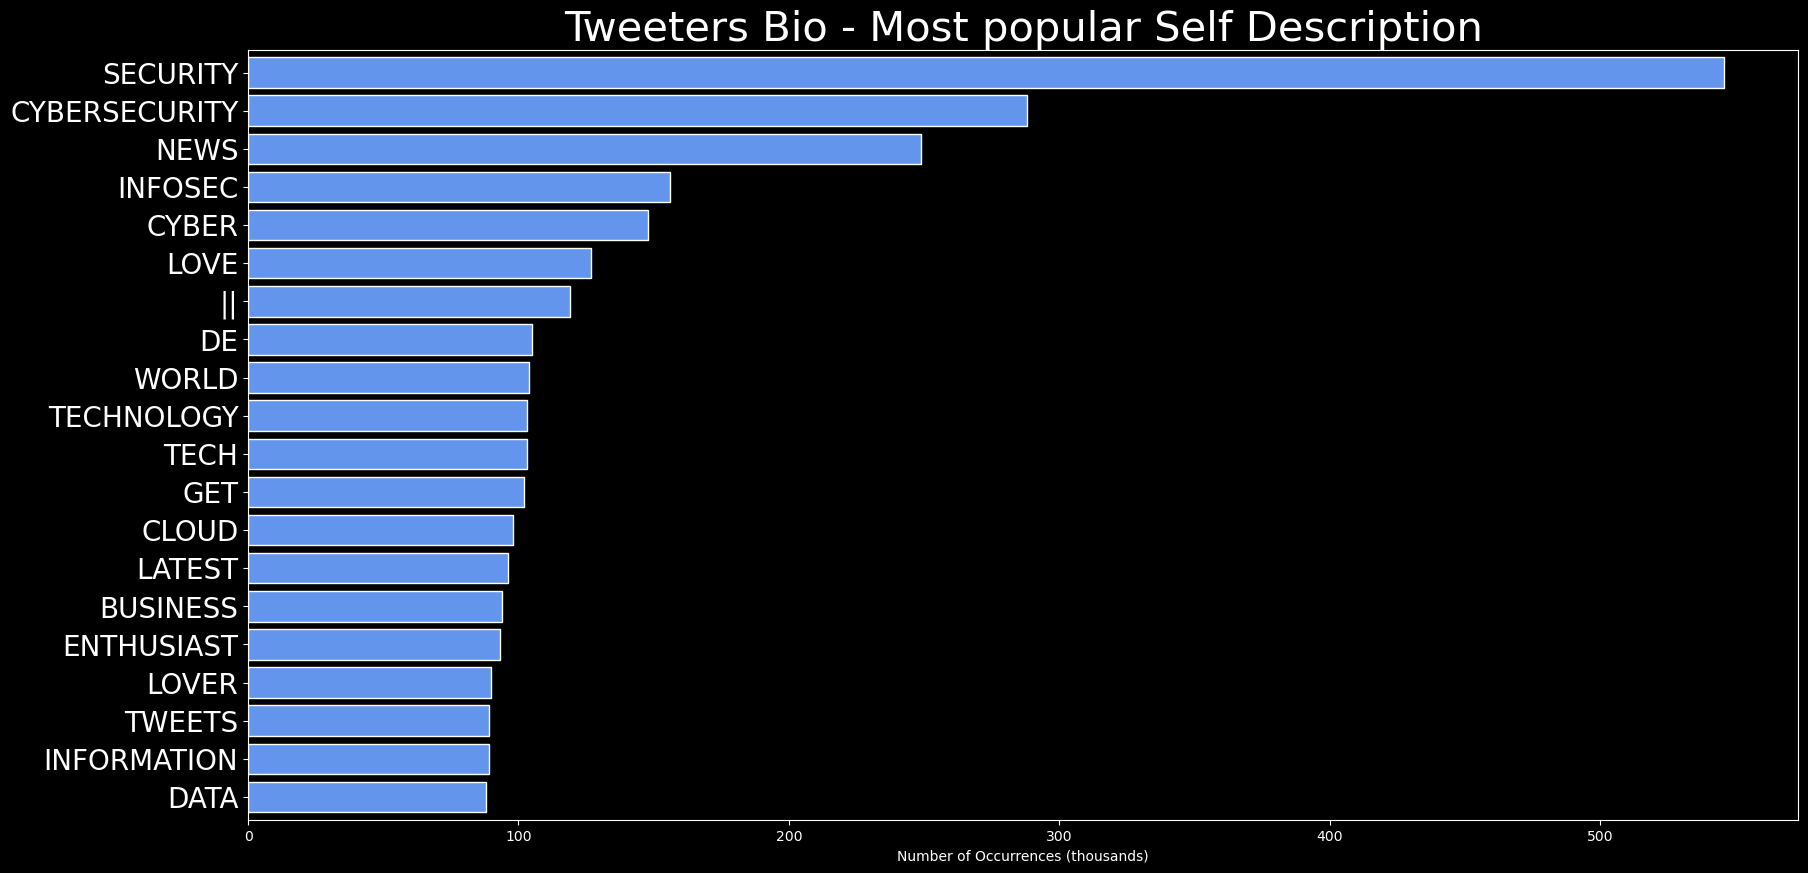 Tweeters Bio - Most popular Self Description
SECURITY
CYBERSECURITY
NEWS
INFOSEC
CYBER
LOVE
||
DE
WORLD
TECHNOLOGY
TECH
GET
CLOUD
LATEST
BUSINESS
ENTHUSIAST
LOVER
TWEETS
INFORMATION
DATA
0 100 200 300 400 500
Number of Occurrences (thousands)